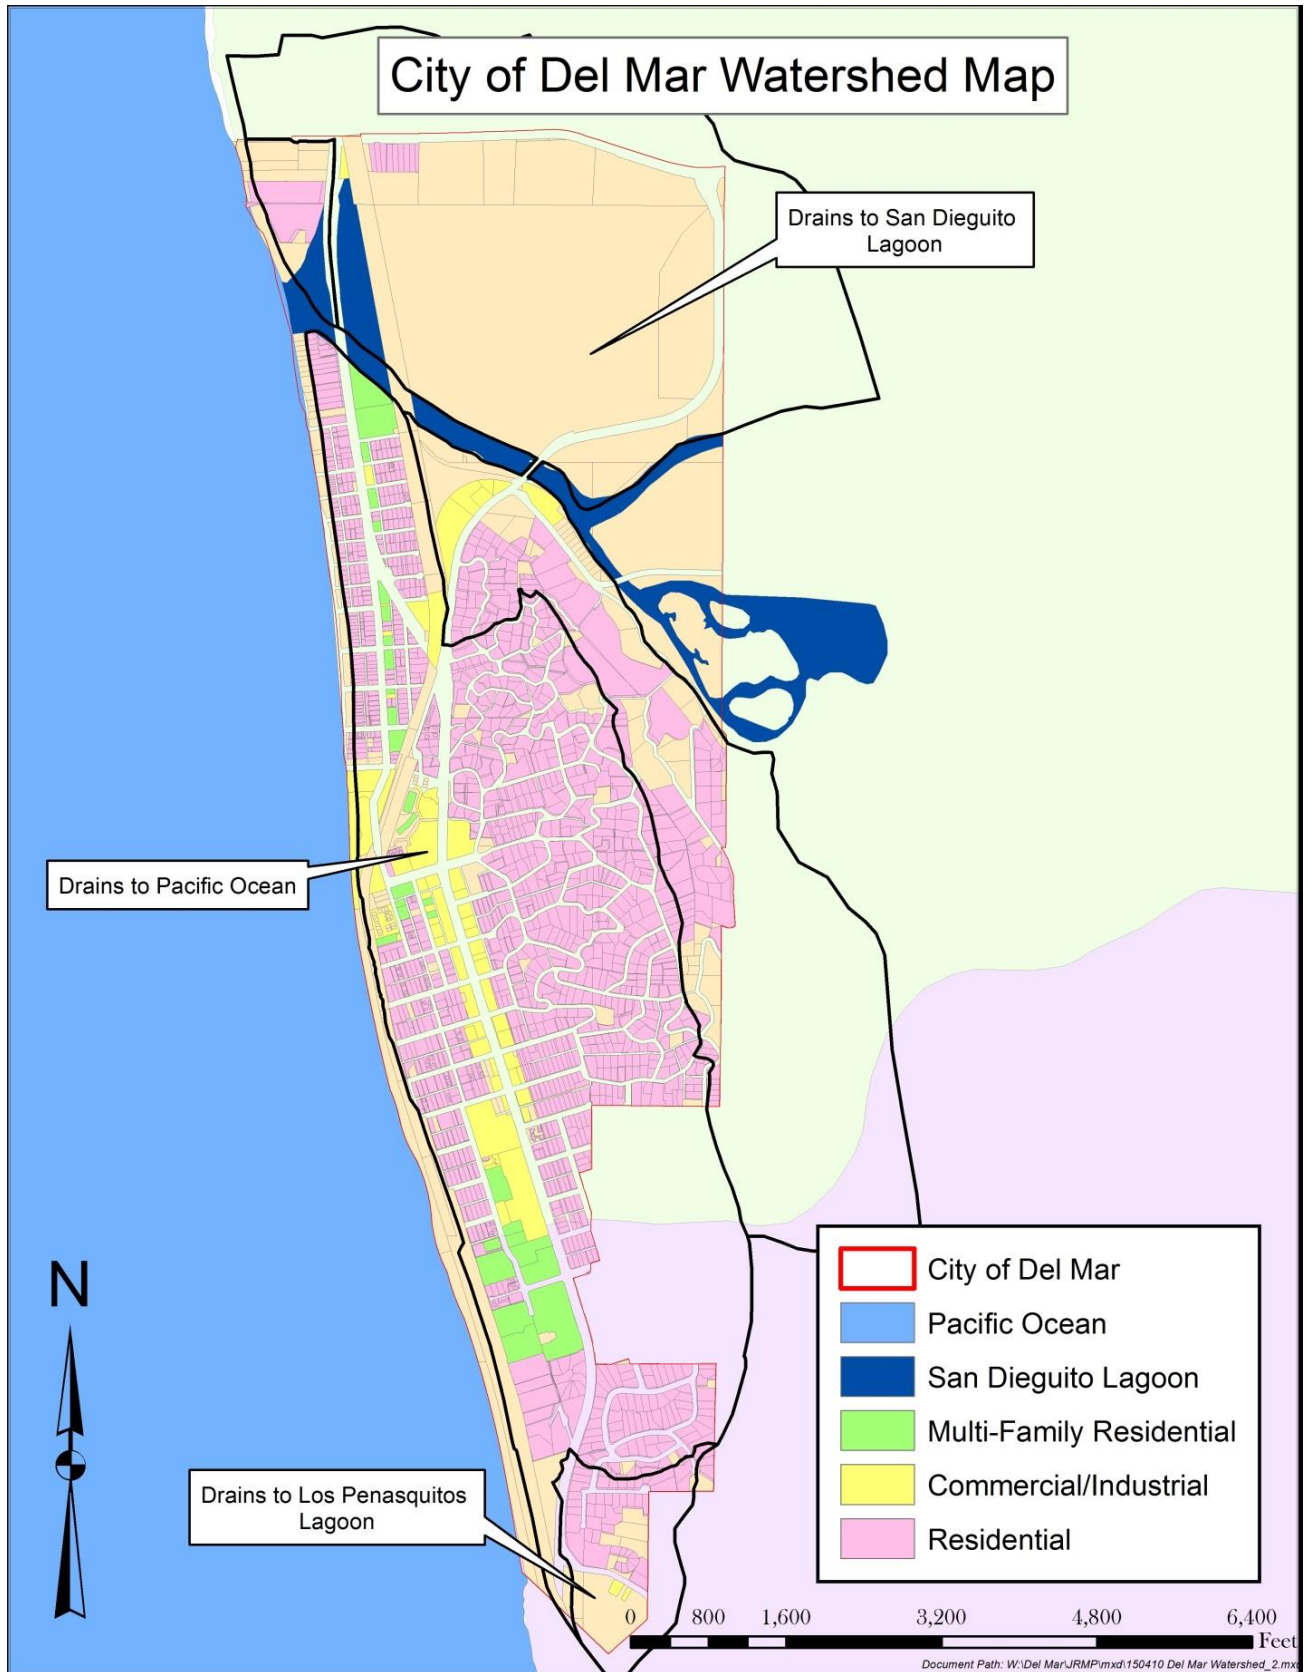 City of Del Mar Watershed Map
Drains to San Dieguito
Lagoon
Drains to Pacific Ocean
Drains to Los Penasquitos
Lagoon
N
City of Del Mar
Pacific Ocean
San Dieguito Lagoon
Multi-Family Residential
Commercial/Industrial
Residential
0 800 1,600 3,200 4,800 6,400
Feet
Document Path: W:\Del Mar\JRMP\mxd\150410 Del Mar Watershed_2.mx